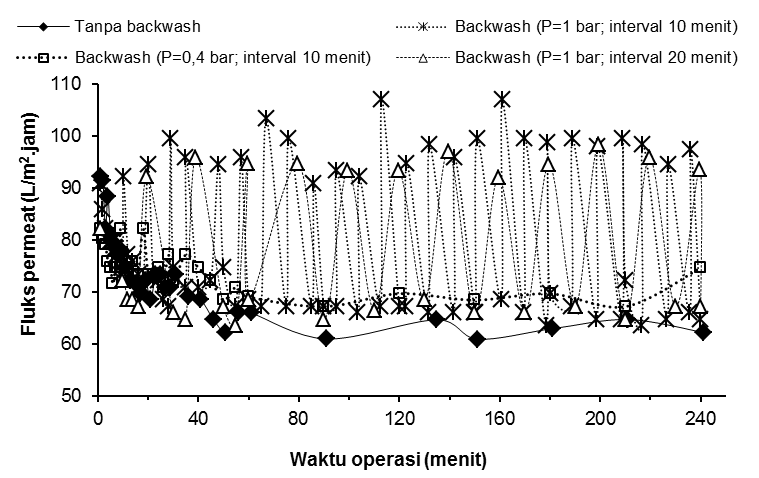 Tanpa backwash
Backwash (P=1 bar; interval 10 menit)
Backwash (P=0,4 bar; interval 10 menit)
Backwash (P=1 bar; interval 20 menit)
110
100
90
80
70
60
50
Fluks permeat (L/m².jam)
0 40 80 120 160 200 240
Waktu operasi (menit)